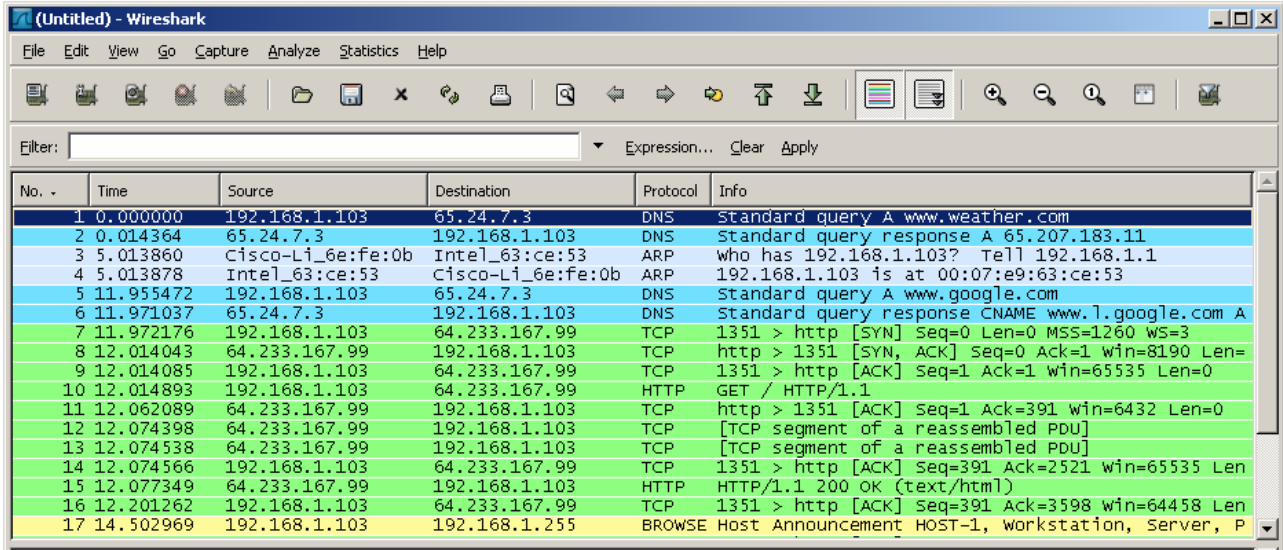 (Untitled) - Wireshark
File Edit View Go Capture Analyze Statistics Help
Filter: Expression... Clear Apply
No. Time Source Destination Protocol Info
1 0.000000 192.168.1.103 65.24.7.3 DNS Standard query A www.weather.com
2 0.014364 65.24.7.3 192.168.1.103 DNS Standard query response A 65.207.183.11
3 5.013860 Cisco-Li_6e:fe:0b Intel_63:ce:53 ARP Who has 192.168.1.103? Tell 192.168.1.1
4 5.013878 Intel_63:ce:53 Cisco-Li_6e:fe:0b ARP 192.168.1.103 is at 00:07:e9:63:ce:53
5 11.955472 192.168.1.103 65.24.7.3 DNS Standard query A www.google.com
6 11.971037 65.24.7.3 192.168.1.103 DNS Standard query response CNAME www.l.google.com A
7 11.972176 192.168.1.103 64.233.167.99 TCP 1351 > http [SYN] Seq=0 Len=0 MSS=1260 WS=3
8 12.014043 64.233.167.99 192.168.1.103 TCP http > 1351 [SYN, ACK] Seq=0 Ack=1 Win=8190 Len=
9 12.014085 192.168.1.103 64.233.167.99 TCP 1351 > http [ACK] Seq=1 Ack=1 Win=65535 Len=0
10 12.014893 192.168.1.103 64.233.167.99 HTTP GET / HTTP/1.1
11 12.062089 64.233.167.99 192.168.1.103 TCP http > 1351 [ACK] Seq=1 Ack=391 Win=6432 Len=0
12 12.074398 64.233.167.99 192.168.1.103 TCP [TCP segment of a reassembled PDU]
13 12.074538 64.233.167.99 192.168.1.103 TCP [TCP segment of a reassembled PDU]
14 12.074566 192.168.1.103 64.233.167.99 TCP 1351 > http [ACK] Seq=391 Ack=2521 Win=65535 Len
15 12.077349 64.233.167.99 192.168.1.103 HTTP HTTP/1.1 200 OK (text/html)
16 12.201262 192.168.1.103 64.233.167.99 TCP 1351 > http [ACK] Seq=391 Ack=3598 Win=64458 Len
17 14.502969 192.168.1.103 192.168.1.255 BROWSE Host Announcement HOST-1, Workstation, Server, P